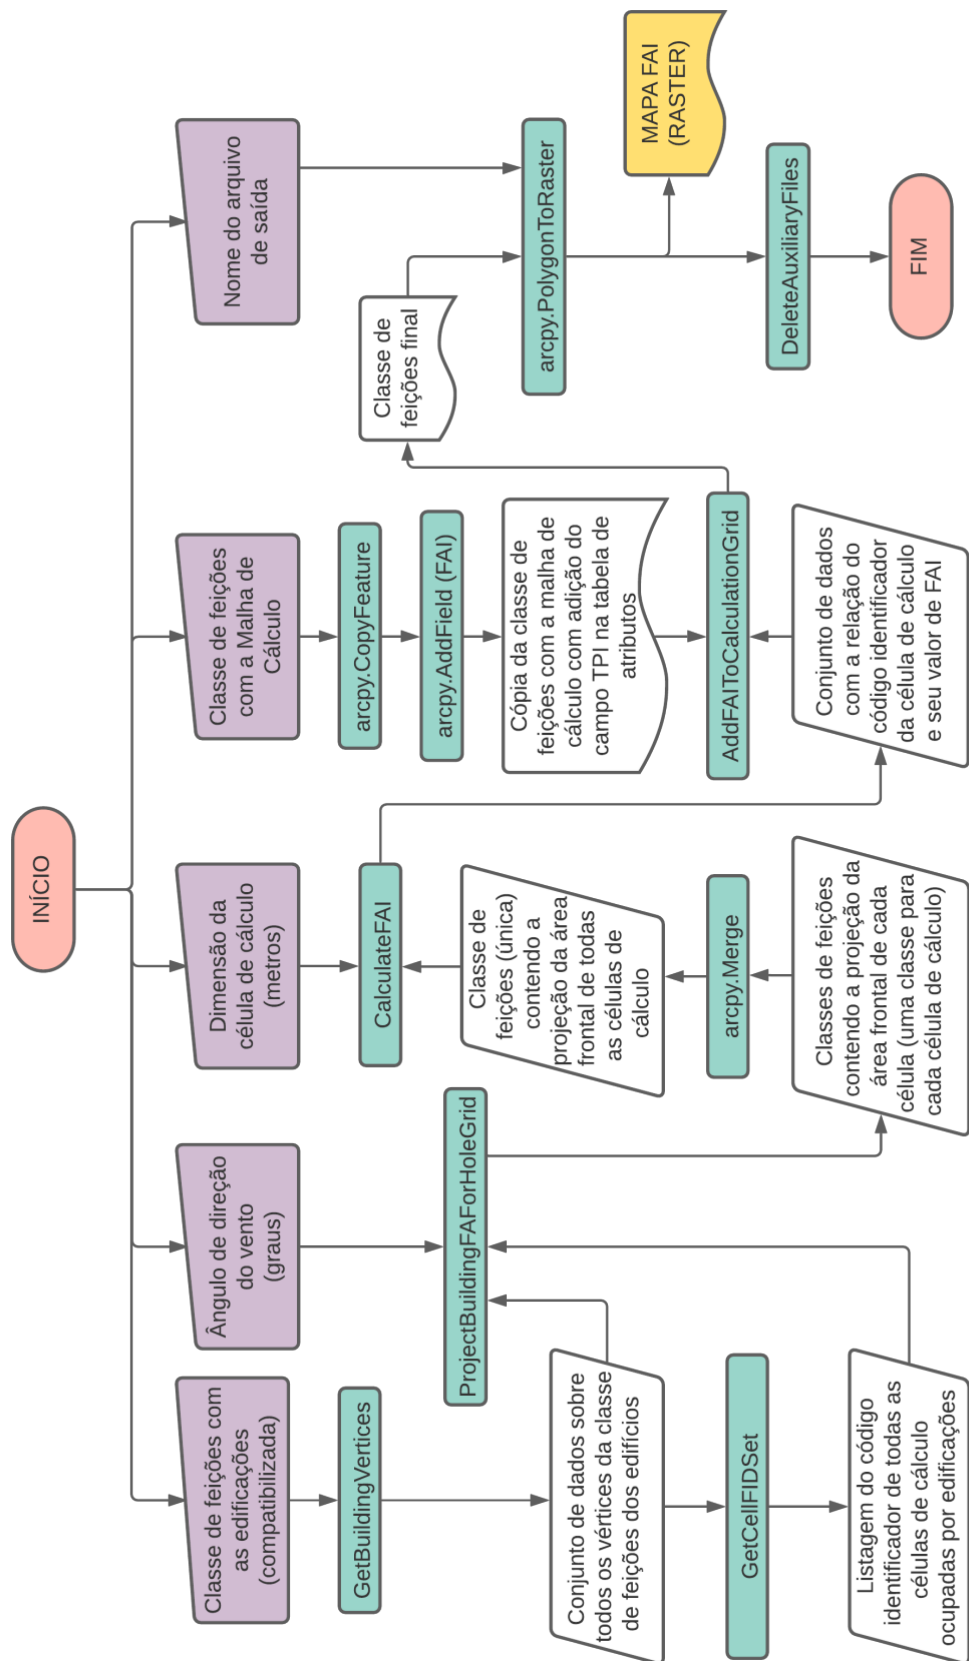 INÍCIO
Classe de feições com
as edificações
(compatibilizada)
Ângulo de direção
do vento
(graus)
Dimensão da
célula de cálculo
(metros)
Classe de feições
com a Malha de
Cálculo
Nome do arquivo
de saída
GetBuildingVertices
Conjunto de dados sobre
todos os vértices da classe
de feições dos edifícios
GetCellFIDSet
Listagem do código
identificador de todas as
células de cálculo
ocupadas por edificações
ProjectBuildingFAForHoleGrid
Classes de feições
contendo a projeção da
área frontal de cada
célula (uma classe para
cada célula de cálculo)
arcpy.Merge
Classe de
feições (única)
contendo a
projeção da área
frontal de todas
as células de
cálculo
CalculateFAI
Conjunto de dados
com a relação do
código identificador
da célula de cálculo
e seu valor de FAI
arcpy.CopyFeature
arcpy.AddField (FAI)
Cópia da classe de
feições com a malha de
cálculo com adição do
campo TPI na tabela de
atributos
AddFAIToCalculationGrid
Classe de
feições final
arcpy.PolygonToRaster
MAPA FAI
(RASTER)
DeleteAuxiliaryFiles
FIM